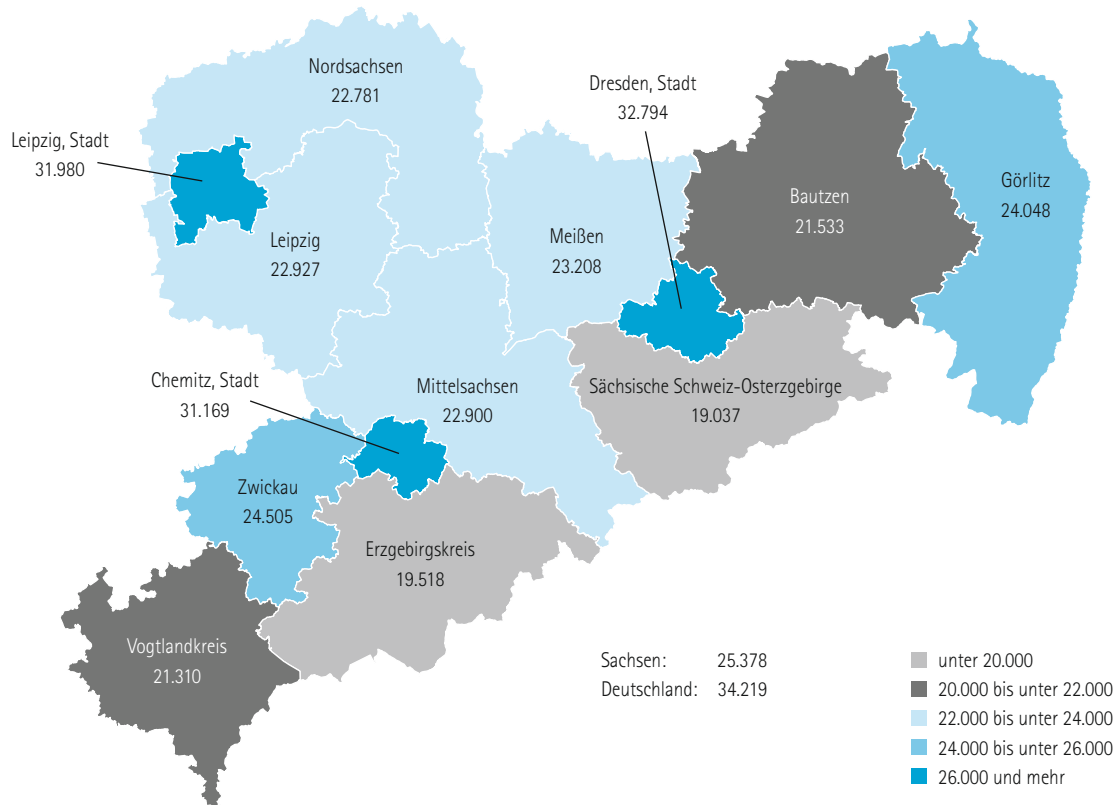 Nordsachsen
22.781
Dresden, Stadt
32.794
Leipzig, Stadt
31.980
Görlitz
24.048
Bautzen
21.533
Leipzig
22.927
Meißen
23.208
Chemitz, Stadt
31.169
Mittelsachsen
22.900
Sächsische Schweiz-Osterzgebirge
19.037
Zwickau
24.505
Erzgebirgskreis
19.518
Vogtlandkreis
21.310
Sachsen: 25.378
Deutschland: 34.219
unter 20.000
20.000 bis unter 22.000
22.000 bis unter 24.000
24.000 bis unter 26.000
26.000 und mehr